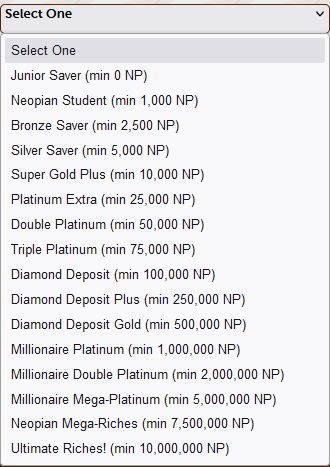 Select One
Select One
Junior Saver (min 0 NP)
Neopian Student (min 1,000 NP)
Bronze Saver (min 2,500 NP)
Silver Saver (min 5,000 NP)
Super Gold Plus (min 10,000 NP)
Platinum Extra (min 25,000 NP)
Double Platinum (min 50,000 NP)
Triple Platinum (min 75,000 NP)
Diamond Deposit (min 100,000 NP)
Diamond Deposit Plus (min 250,000 NP)
Diamond Deposit Gold (min 500,000 NP)
Millionaire Platinum (min 1,000,000 NP)
Millionaire Double Platinum (min 2,000,000 NP)
Millionaire Mega-Platinum (min 5,000,000 NP)
Neopian Mega-Riches (min 7,500,000 NP)
Ultimate Riches! (min 10,000,000 NP)